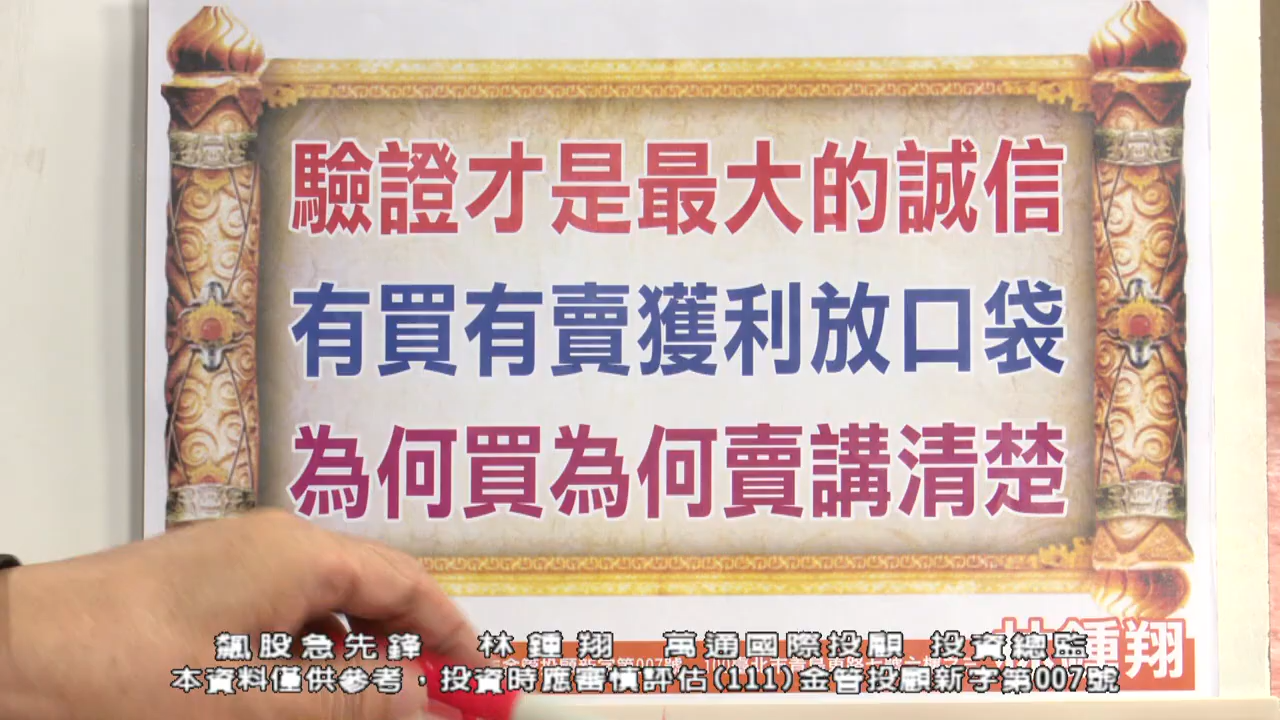 驗證才是最大的誠信
有買有賣獲利放口袋
為何買為何賣講清楚
林鍾翔
飆股急先鋒 林鍾翔 萬通國際投顧 投資總監
本資料僅供參考，投資時應審慎評估(111)金管投顧新字第007號